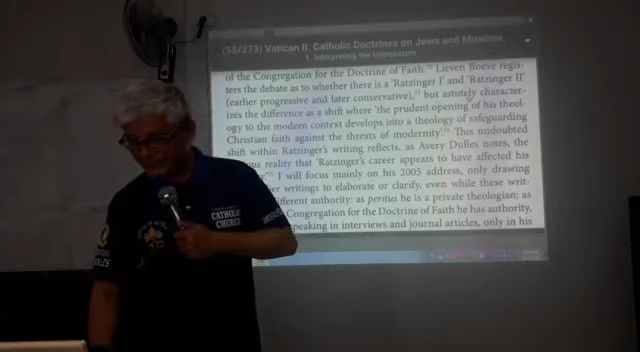 (55/273) Vatican II: Catholic Doctrines on Jews and Muslims
1. Interpreting the Interpreters
of the Congregation for the Doctrine of Faith.
Lieven Boeve regis-
ters the debate as to whether there is a 'Ratzinger I' and 'Ratzinger II'
(earlier progressive and later conservative), but astutely character-
izes the difference as a shift where 'the prudent opening of his theol-
ogy to the modern context develops into a theology of safeguarding
Christian faith against the threats of modernity'. This undoubted
shift within Ratzinger's writing reflects, as Avery Dulles notes, the
reality that 'Ratzinger's career appears to have affected his
I will focus mainly on his 2005 address, only drawing
writings to elaborate or clarify, even while these writ-
different authority: as peritus he is a private theologian; as
Congregation for the Doctrine of Faith he has authority,
speaking in interviews and journal articles, only in his
CATHOLIC
CHURCH